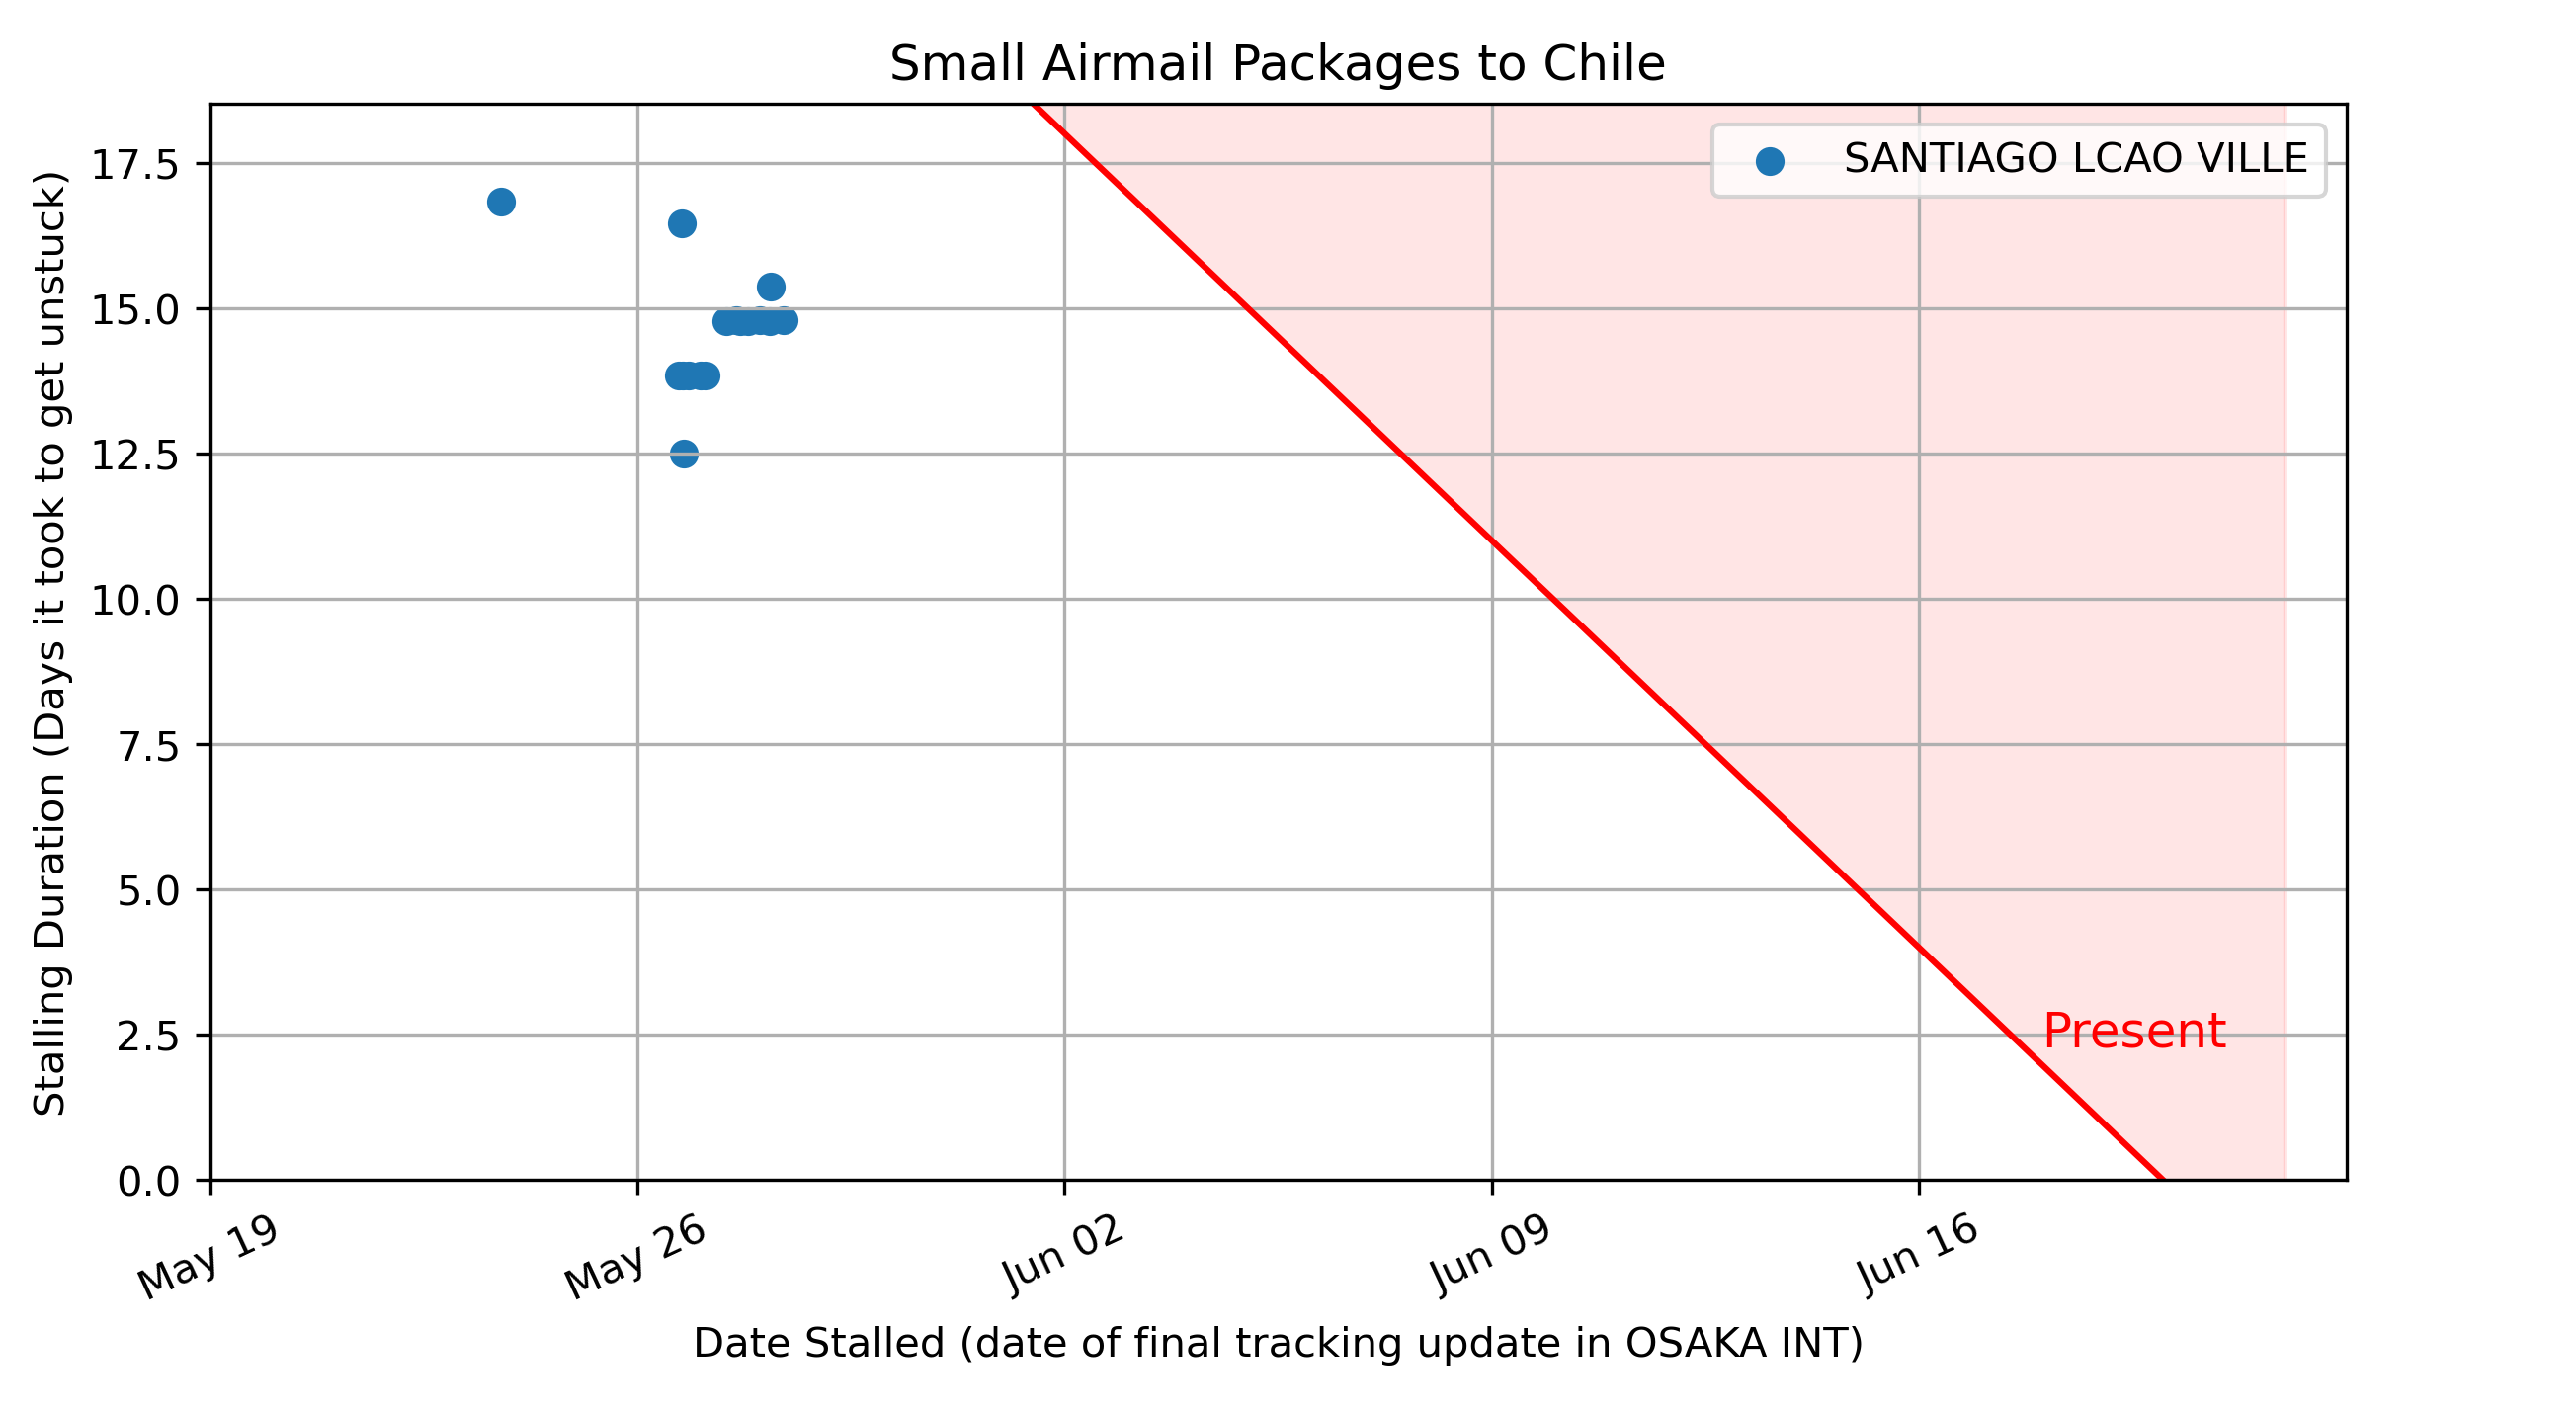 Small Airmail Packages to Chile
SANTIAGO LCAO VILLE
Stalling Duration (Days it took to get unstuck)
17.5
15.0
12.5
10.0
7.5
5.0
2.5
0.0
Present
May 19
May 26
Jun 02
Jun 09
Jun 16
Date Stalled (date of final tracking update in OSAKA INT)